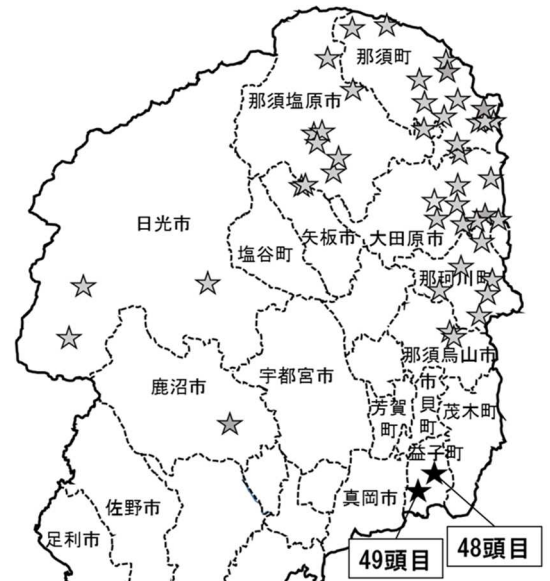 那須町
那須塩原市
日光市
塩谷町
矢板市
大田原市
那珂川町
那須烏山市
鹿沼市
宇都宮市
芳賀
町
市
貝
町
茂木町
益子町
佐野市
真岡市
足利市
49頭目
48頭目